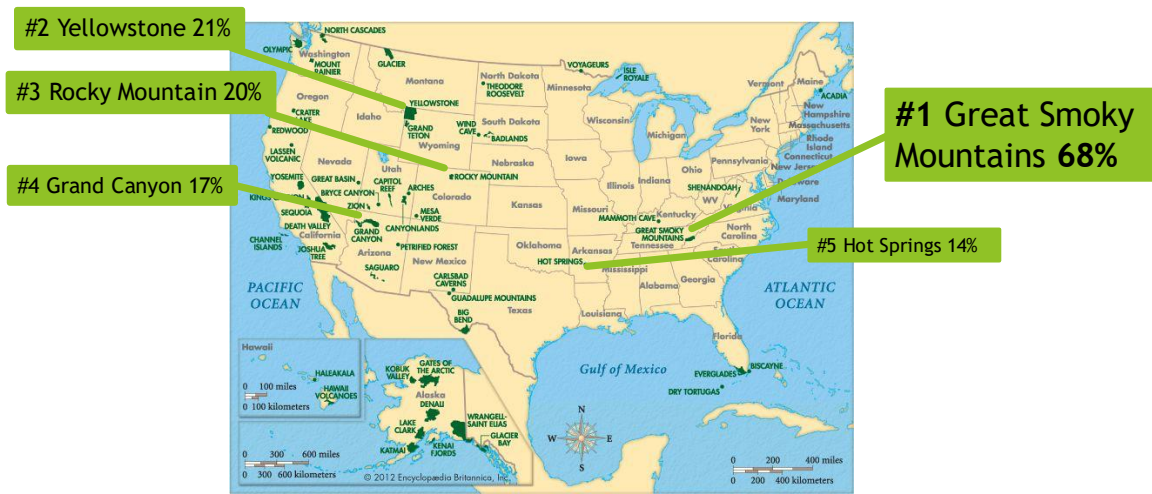 #2 Yellowstone 21%
#3 Rocky Mountain 20%
#4 Grand Canyon 17%
#1 Great Smoky
Mountains 68%
#5 Hot Springs 14%
NORTH CASCADES
OLYMPIC
Washington
MOUNT
RAINIER
GLACIER
Montana
North Dakota
THEODORE
ROOSEVELT
VOYAGEURS
Minnesota
ISLE
ROYALE
Vermont
Maine
ACADIA
New
Hampshire
Massachusetts
Rhode
Island
Connecticut
New Jersey
Delaware
Maryland
Oregon
CRATER
LAKE
REDWOOD
Idaho
YELLOWSTONE
GRAND
TETON
Wyoming
WIND
CAVE
South Dakota
BADLANDS
Wisconsin
Michigan
New
York
LASSEN
VOLCANIC
Nevada
Utah
Nebraska
Iowa
Pennsylvania
Ohio
Illinois
Indiana
ROCKY MOUNTAIN
YOSEMITE
GREAT BASIN
CAPITOL
REEF
ARCHES
BRYCE CANYON
ZION
Colorado
Kansas
Missouri
SHENANDOAH
WV
Virginia
Kentucky
MAMMOTH CAVE
SEQUOIA
DEATH VALLEY
California
MESA
VERDE
CANYONLANDS
GRAND
CANYON
GREAT SMOKY
MOUNTAINS
Tennessee
North
Carolina
South
Carolina
CHANNEL
ISLANDS
JOSHUA
TREE
Arizona
PETRIFIED FOREST
New Mexico
Oklahoma
Arkansas
HOT SPRINGS
Mississippi
Alabama
Georgia
SAGUARO
CARLSBAD
CAVERNS
GUADALUPE MOUNTAINS
Texas
BIG
BEND
Louisiana
Florida
PACIFIC
OCEAN
ATLANTIC
OCEAN
Gulf of Mexico
EVERGLADES
BISCAYNE
DRY TORTUGAS
Hawaii
HALEAKALA
HAWAII
VOLCANOES
0 100 miles
0 100 kilometers
KOBUK
VALLEY
GATES OF
THE ARCTIC
Alaska
DENALI
LAKE
CLARK
KATMAI
KENAI
FJORDS
WRANGELL-
SAINT ELIAS
GLACIER
BAY
0 300 600 miles
0 300 600 kilometers
© 2012 Encyclopædia Britannica, Inc.
N
W
E
S
0 200 400 miles
0 200 400 kilometers